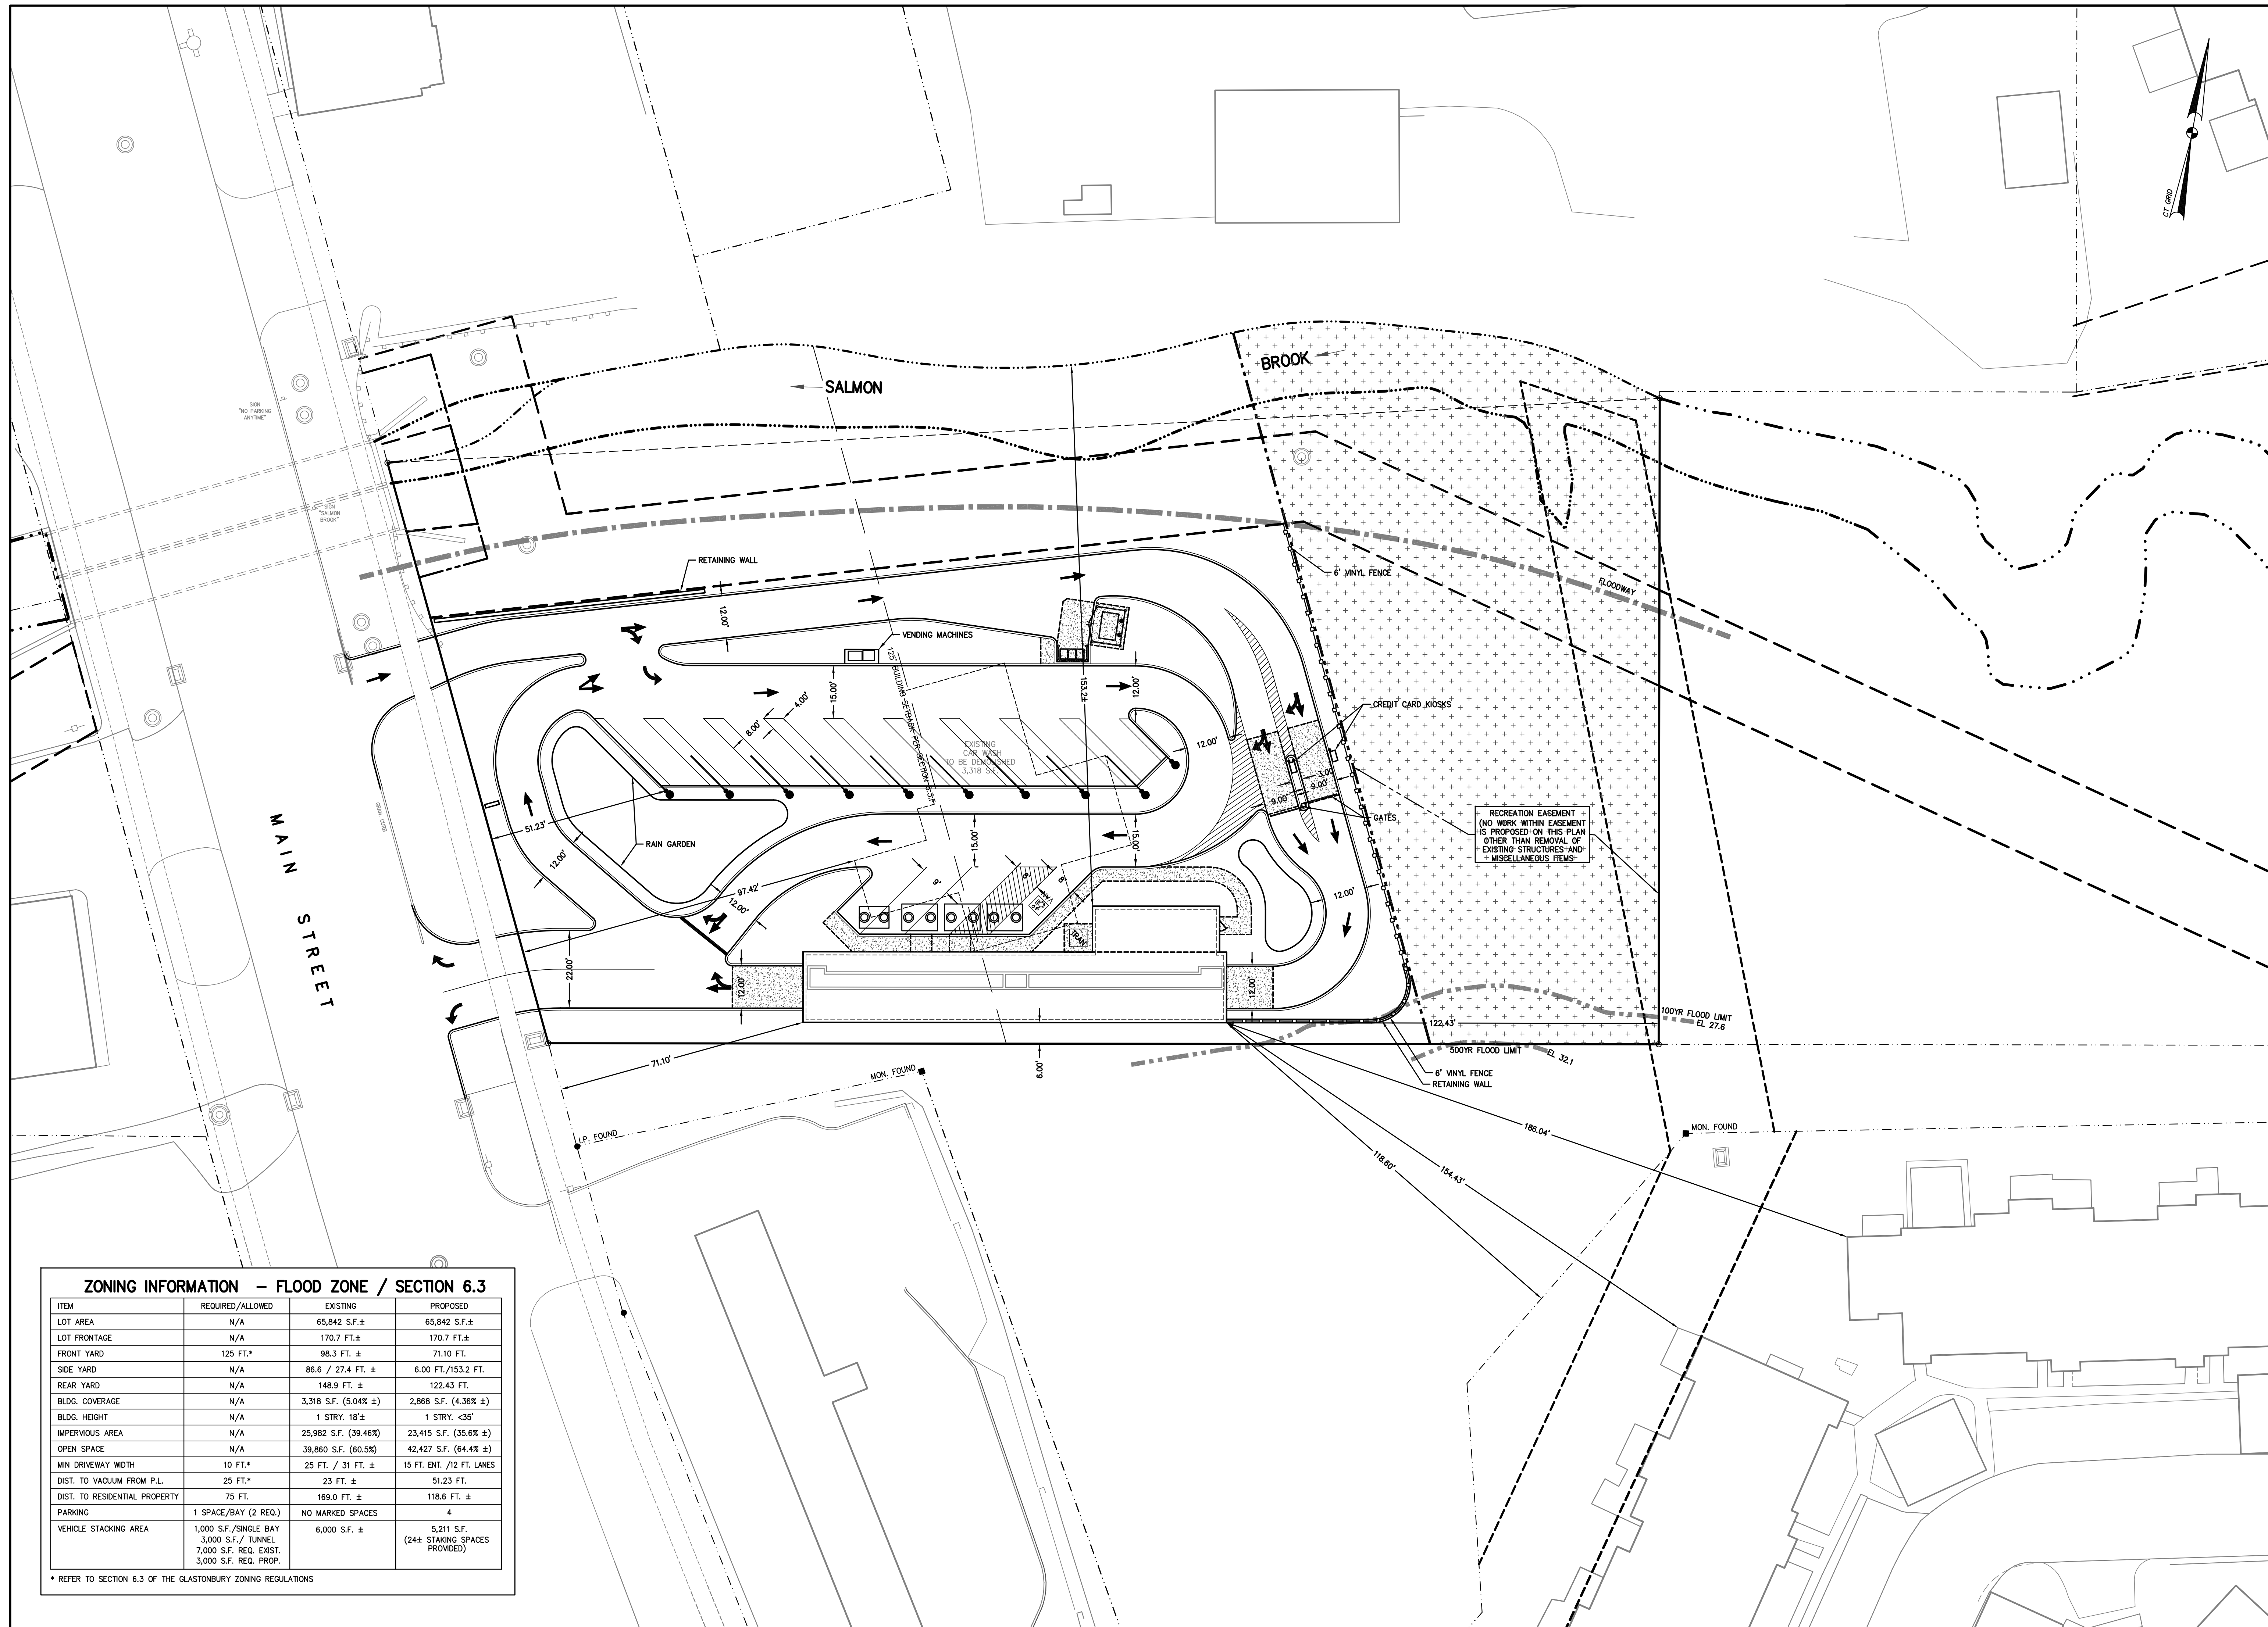 CT GRID
SALMON
BROOK
SIGN
"NO PARKING
ANYTIME"
SIGN
"SALMON
BROOK"
RETAINING WALL
6' VINYL FENCE
FLOODWAY
12.00'
VENDING MACHINES
125' BUILDING SETBACK PER SECTION 6.3.F.
153.2±
15.00'
12.00'
4.00'
8.00'
CREDIT CARD KIOSKS
EXISTING
CAR WASH
TO BE DEMOLISHED
3,318 S.F.
12.00'
3.00'
9.00'
9.00'
GATES
GRAN. CURB
51.23'
RAIN GARDEN
RECREATION EASEMENT
(NO WORK WITHIN EASEMENT
IS PROPOSED ON THIS PLAN
OTHER THAN REMOVAL OF
EXISTING STRUCTURES AND
MISCELLANEOUS ITEMS
MAIN STREET
12.00'
15.00'
15.00'
97.42'
12.00'
9'
8'
8'
VAN
12.00'
TRAN
22.00'
12.00'
12.00'
100YR FLOOD LIMIT
EL 27.6
122.43'
500YR FLOOD LIMIT
EL 32.1
71.10'
6.00'
MON. FOUND
6' VINYL FENCE
RETAINING WALL
I.P. FOUND
MON. FOUND
186.04'
154.43'
118.60'
ZONING INFORMATION – FLOOD ZONE / SECTION 6.3
ITEM REQUIRED/ALLOWED EXISTING PROPOSED
LOT AREA N/A 65,842 S.F.± 65,842 S.F.±
LOT FRONTAGE N/A 170.7 FT.± 170.7 FT.±
FRONT YARD 125 FT.* 98.3 FT. ± 71.10 FT.
SIDE YARD N/A 86.6 / 27.4 FT. ± 6.00 FT./153.2 FT.
REAR YARD N/A 148.9 FT. ± 122.43 FT.
BLDG. COVERAGE N/A 3,318 S.F. (5.04% ±) 2,868 S.F. (4.36% ±)
BLDG. HEIGHT N/A 1 STRY. 18'± 1 STRY. <35'
IMPERVIOUS AREA N/A 25,982 S.F. (39.46%) 23,415 S.F. (35.6% ±)
OPEN SPACE N/A 39,860 S.F. (60.5%) 42,427 S.F. (64.4% ±)
MIN DRIVEWAY WIDTH 10 FT.* 25 FT. / 31 FT. ± 15 FT. ENT. /12 FT. LANES
DIST. TO VACUUM FROM P.L. 25 FT.* 23 FT. ± 51.23 FT.
DIST. TO RESIDENTIAL PROPERTY 75 FT. 169.0 FT. ± 118.6 FT. ±
PARKING 1 SPACE/BAY (2 REQ.) NO MARKED SPACES 4
VEHICLE STACKING AREA 1,000 S.F./SINGLE BAY 6,000 S.F. ± 5,211 S.F.
3,000 S.F./ TUNNEL (24± STAKING SPACES
7,000 S.F. REQ. EXIST. PROVIDED)
3,000 S.F. REQ. PROP.
* REFER TO SECTION 6.3 OF THE GLASTONBURY ZONING REGULATIONS